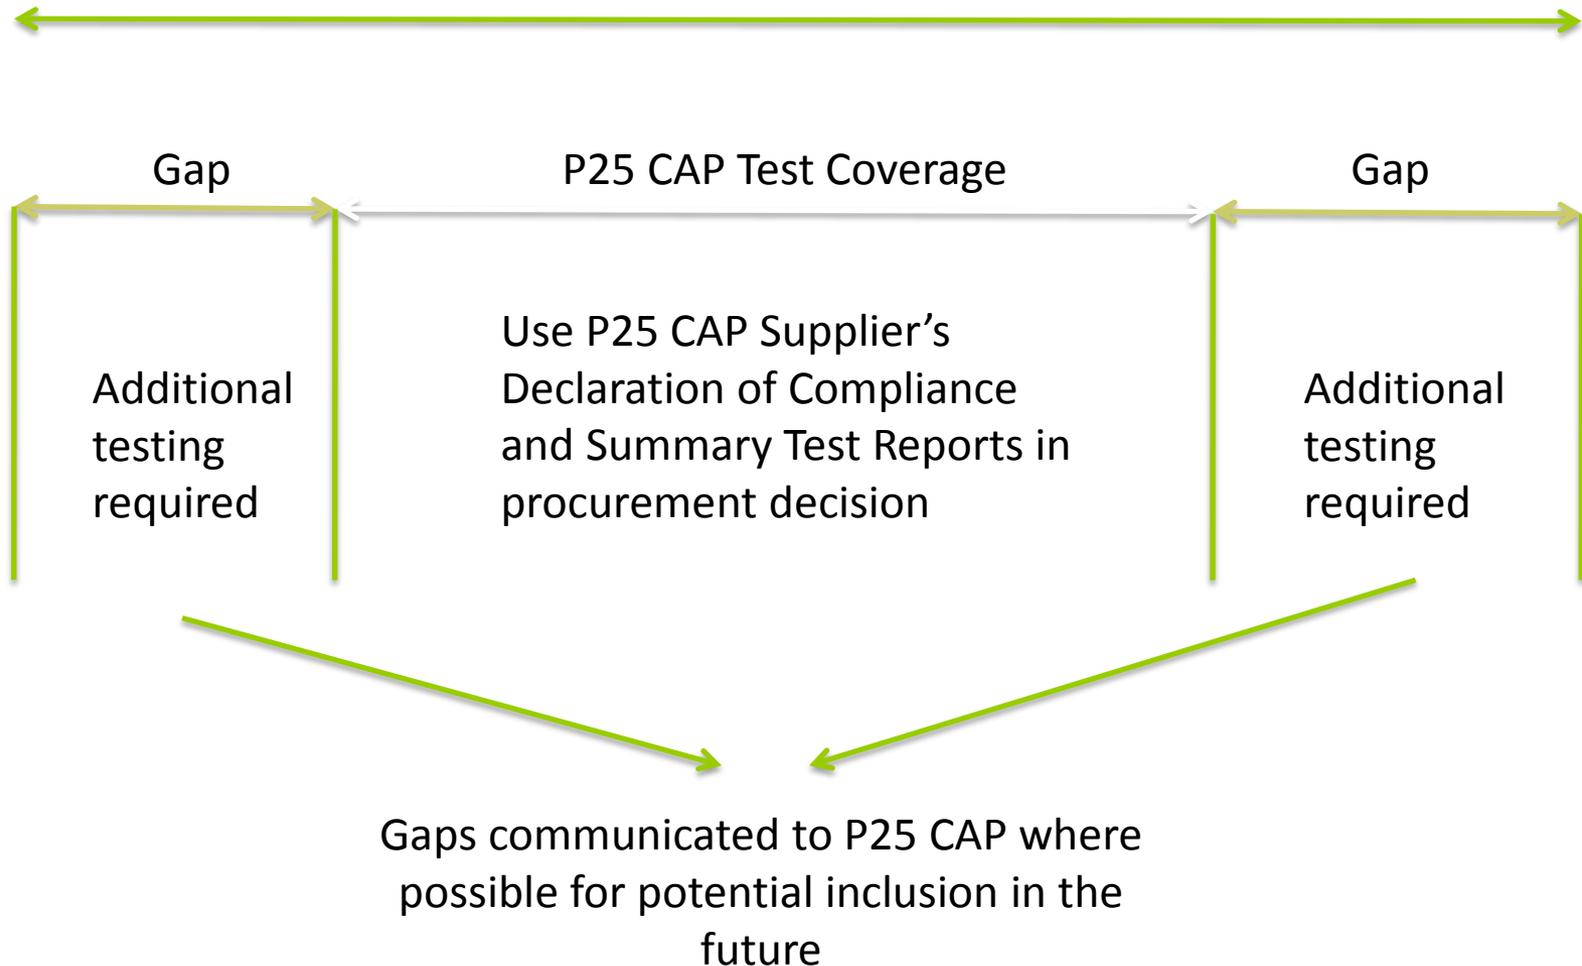 Gap
P25 CAP Test Coverage
Gap
Additional
testing
required
Use P25 CAP Supplier’s
Declaration of Compliance
and Summary Test Reports in
procurement decision
Additional
testing
required
Gaps communicated to P25 CAP where
possible for potential inclusion in the
future